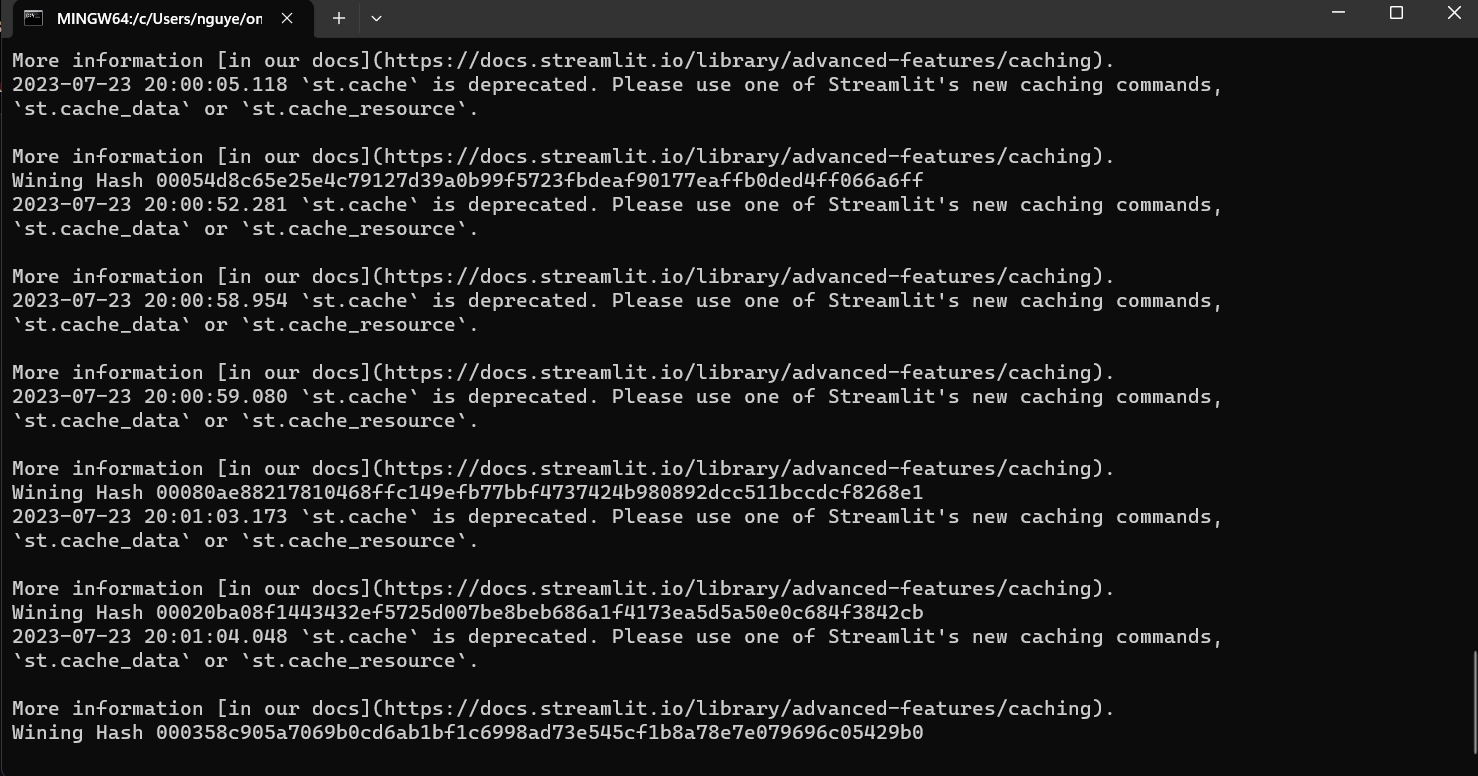 MINGW64:/c/Users/nguye/on
More information [in our docs](https://docs.streamlit.io/library/advanced-features/caching).
2023-07-23 20:00:05.118 `st.cache` is deprecated. Please use one of Streamlit's new caching commands,
`st.cache_data` or `st.cache_resource`.
More information [in our docs](https://docs.streamlit.io/library/advanced-features/caching).
Wining Hash 00054d8c65e25e4c79127d39a0b99f5723fbdeaf90177eaffb0ded4ff066a6ff
2023-07-23 20:00:52.281 `st.cache` is deprecated. Please use one of Streamlit's new caching commands,
`st.cache_data` or `st.cache_resource`.
More information [in our docs](https://docs.streamlit.io/library/advanced-features/caching).
2023-07-23 20:00:58.954 `st.cache` is deprecated. Please use one of Streamlit's new caching commands,
`st.cache_data` or `st.cache_resource`.
More information [in our docs](https://docs.streamlit.io/library/advanced-features/caching).
2023-07-23 20:00:59.080 `st.cache` is deprecated. Please use one of Streamlit's new caching commands,
`st.cache_data` or `st.cache_resource`.
More information [in our docs](https://docs.streamlit.io/library/advanced-features/caching).
Wining Hash 00080ae88217810468ffc149efb77bbf4737424b980892dcc511bccdcf8268e1
2023-07-23 20:01:03.173 `st.cache` is deprecated. Please use one of Streamlit's new caching commands,
`st.cache_data` or `st.cache_resource`.
More information [in our docs](https://docs.streamlit.io/library/advanced-features/caching).
Wining Hash 00020ba08f1443432ef5725d007be8beb686a1f4173ea5d5a50e0c684f3842cb
2023-07-23 20:01:04.048 `st.cache` is deprecated. Please use one of Streamlit's new caching commands,
`st.cache_data` or `st.cache_resource`.
More information [in our docs](https://docs.streamlit.io/library/advanced-features/caching).
Wining Hash 000358c905a7069b0cd6ab1bf1c6998ad73e545cf1b8a78e7e079696c05429b0